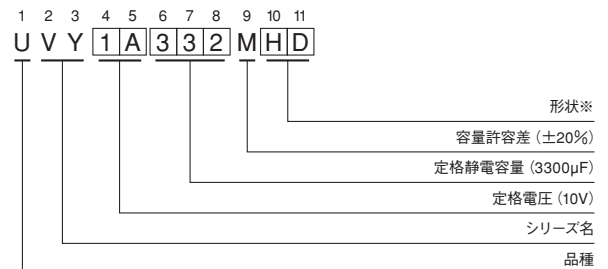 1 2 3 4 5 6 7 8 9 10 11
U V Y 1 A 3 3 2 M H D
形状※
容量許容差（±20％）
定格静電容量（3300µF）
定格電圧（10V）
シリーズ名
品種